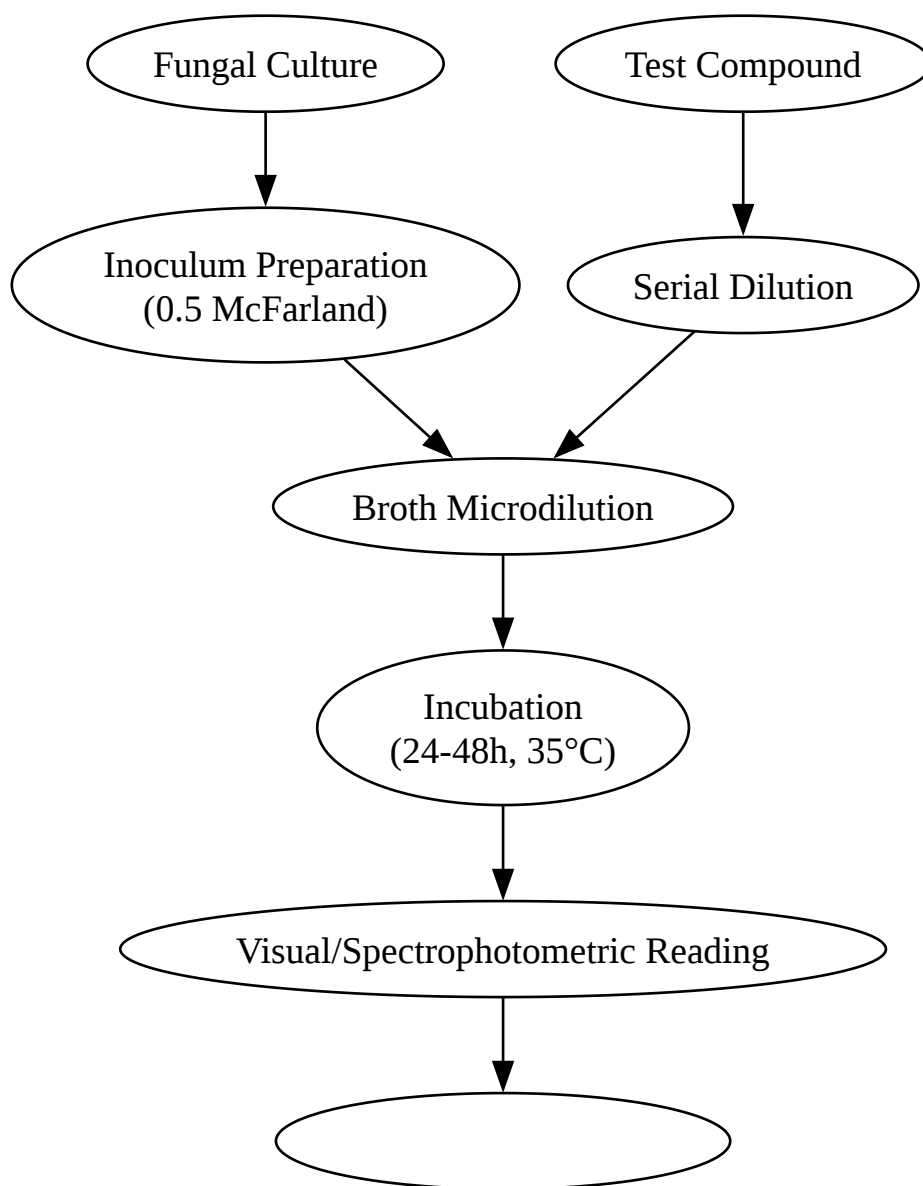 Fungal Culture
Test Compound
Inoculum Preparation
(0.5 McFarland)
Serial Dilution
Broth Microdilution
Incubation
(24-48h, 35°C)
Visual/Spectrophotometric Reading